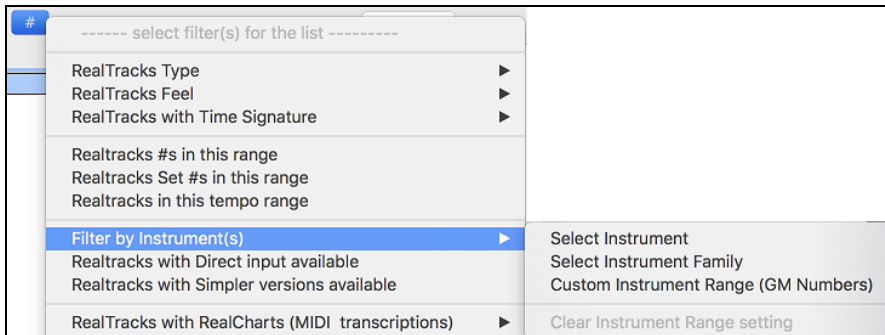 #
------ select filter(s) for the list ---------
RealTracks Type
RealTracks Feel
RealTracks with Time Signature
Realtracks #s in this range
Realtracks Set #s in this range
Realtracks in this tempo range
Filter by Instrument(s)
Select Instrument
Realtracks with Direct input available
Select Instrument Family
Realtracks with Simpler versions available
Custom Instrument Range (GM Numbers)
RealTracks with RealCharts (MIDI transcriptions)
Clear Instrument Range setting